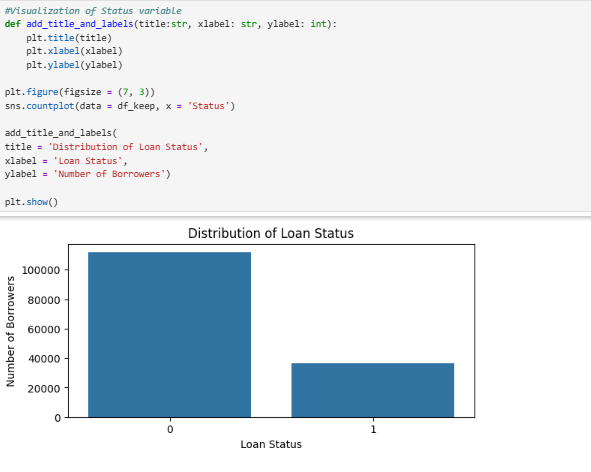 #Visualization of Status variable
def add_title_and_labels(title:str, xlabel: str, ylabel: int):
    plt.title(title)
    plt.xlabel(xlabel)
    plt.ylabel(ylabel)
plt.figure(figsize = (7, 3))
sns.countplot(data = df_keep, x = 'Status')
add_title_and_labels(
title = 'Distribution of Loan Status',
xlabel = 'Loan Status',
ylabel = 'Number of Borrowers')
plt.show()
Distribution of Loan Status
Number of Borrowers
100000
80000
60000
40000
20000
0
0 1
Loan Status